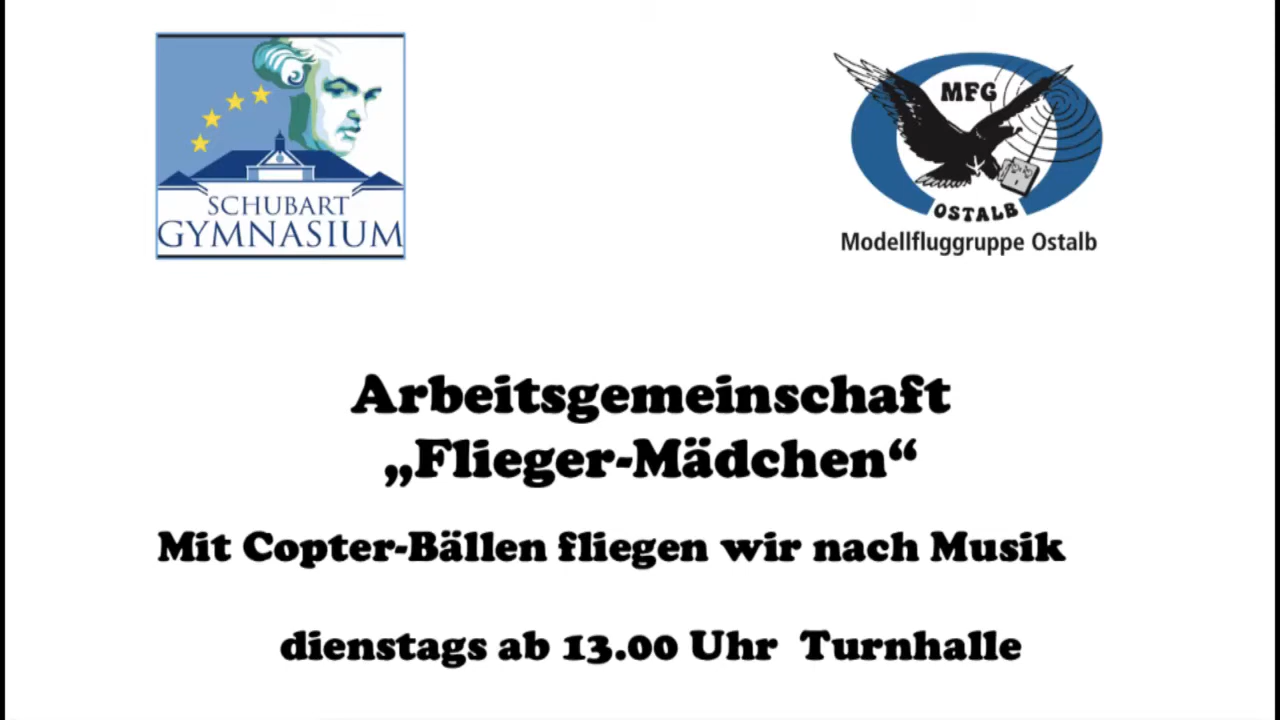 SCHUBART
GYMNASIUM
MFG
OSTALB
Modellfluggruppe Ostalb
Arbeitsgemeinschaft
„Flieger-Mädchen“
Mit Copter-Bällen fliegen wir nach Musik
dienstags ab 13.00 Uhr Turnhalle